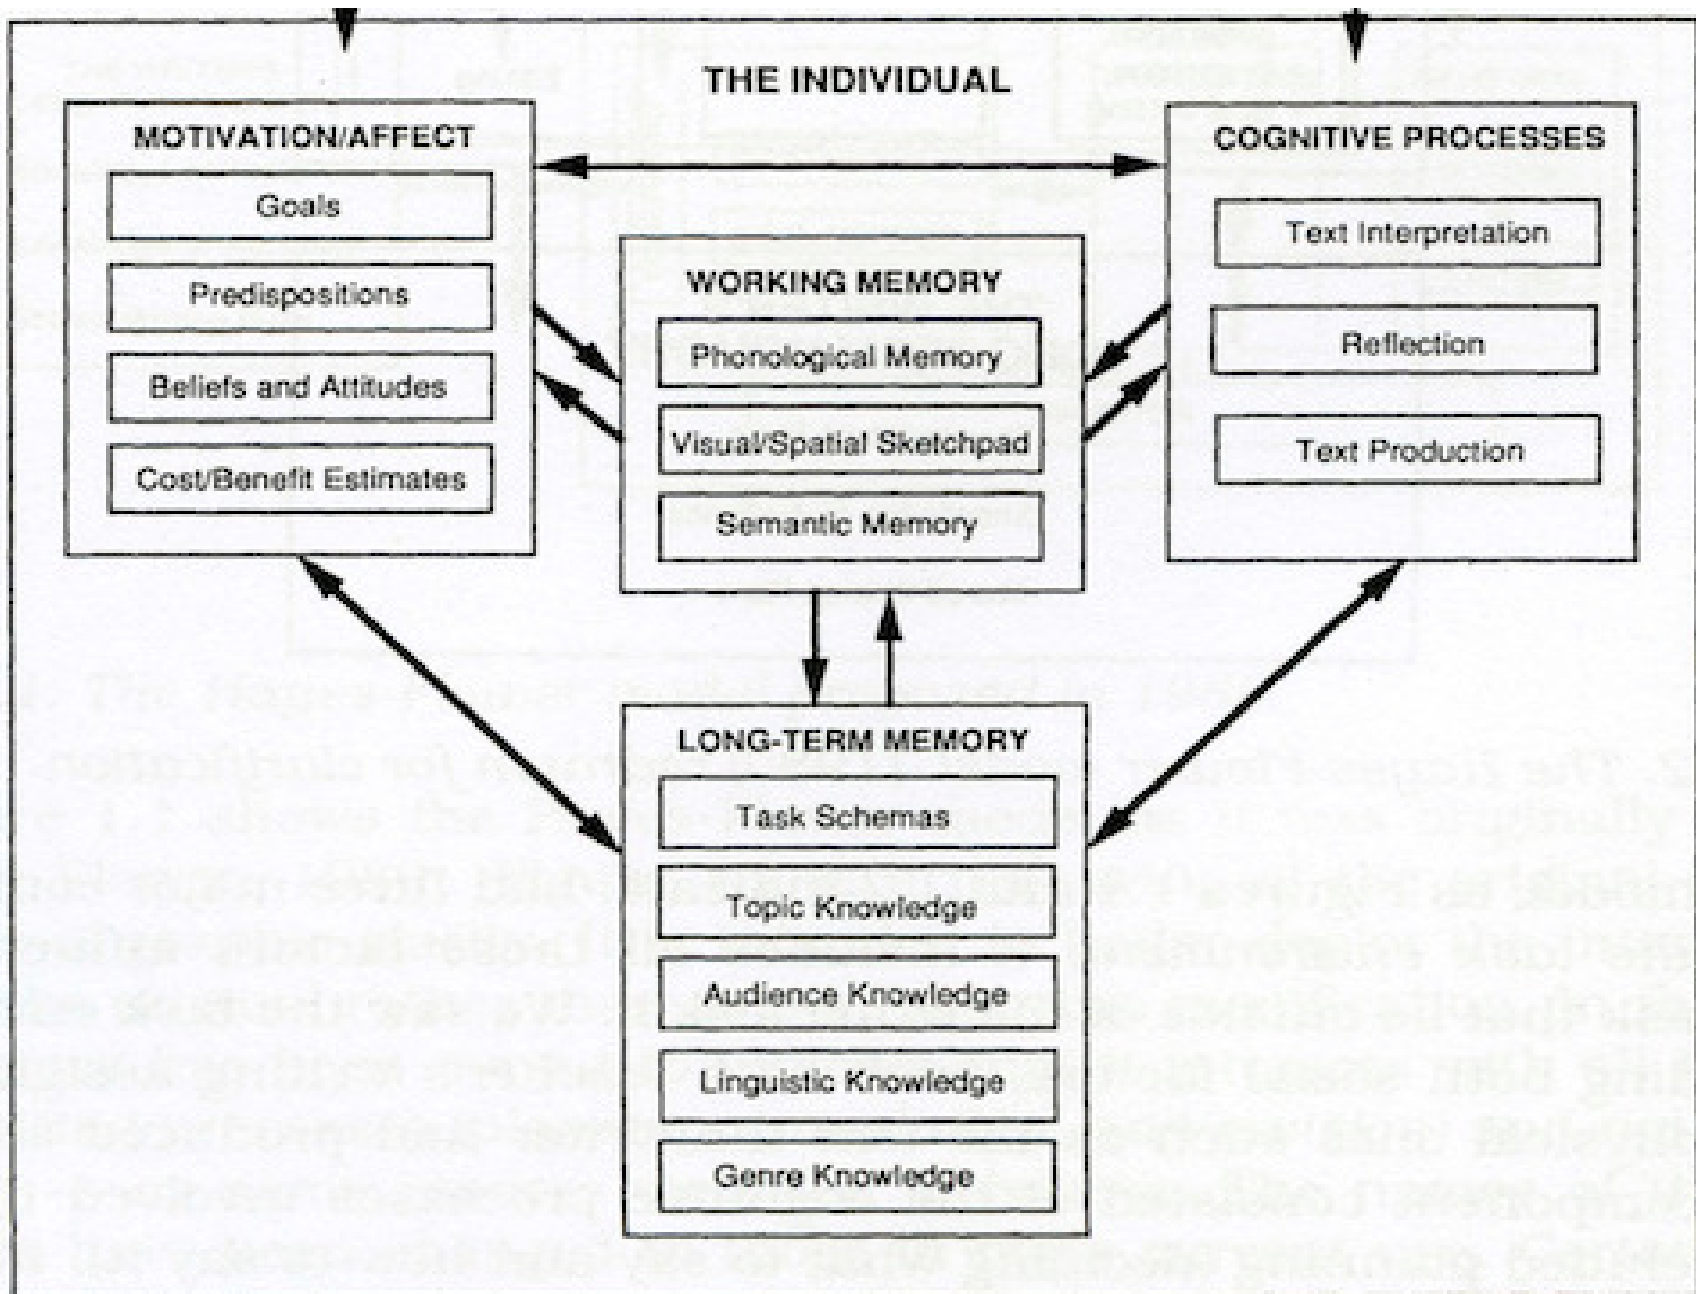 THE INDIVIDUAL
MOTIVATION/AFFECT
Goals
Predispositions
Beliefs and Attitudes
Cost/Benefit Estimates
WORKING MEMORY
Phonological Memory
Visual/Spatial Sketchpad
Semantic Memory
COGNITIVE PROCESSES
Text Interpretation
Reflection
Text Production
LONG-TERM MEMORY
Task Schemas
Topic Knowledge
Audience Knowledge
Linguistic Knowledge
Genre Knowledge